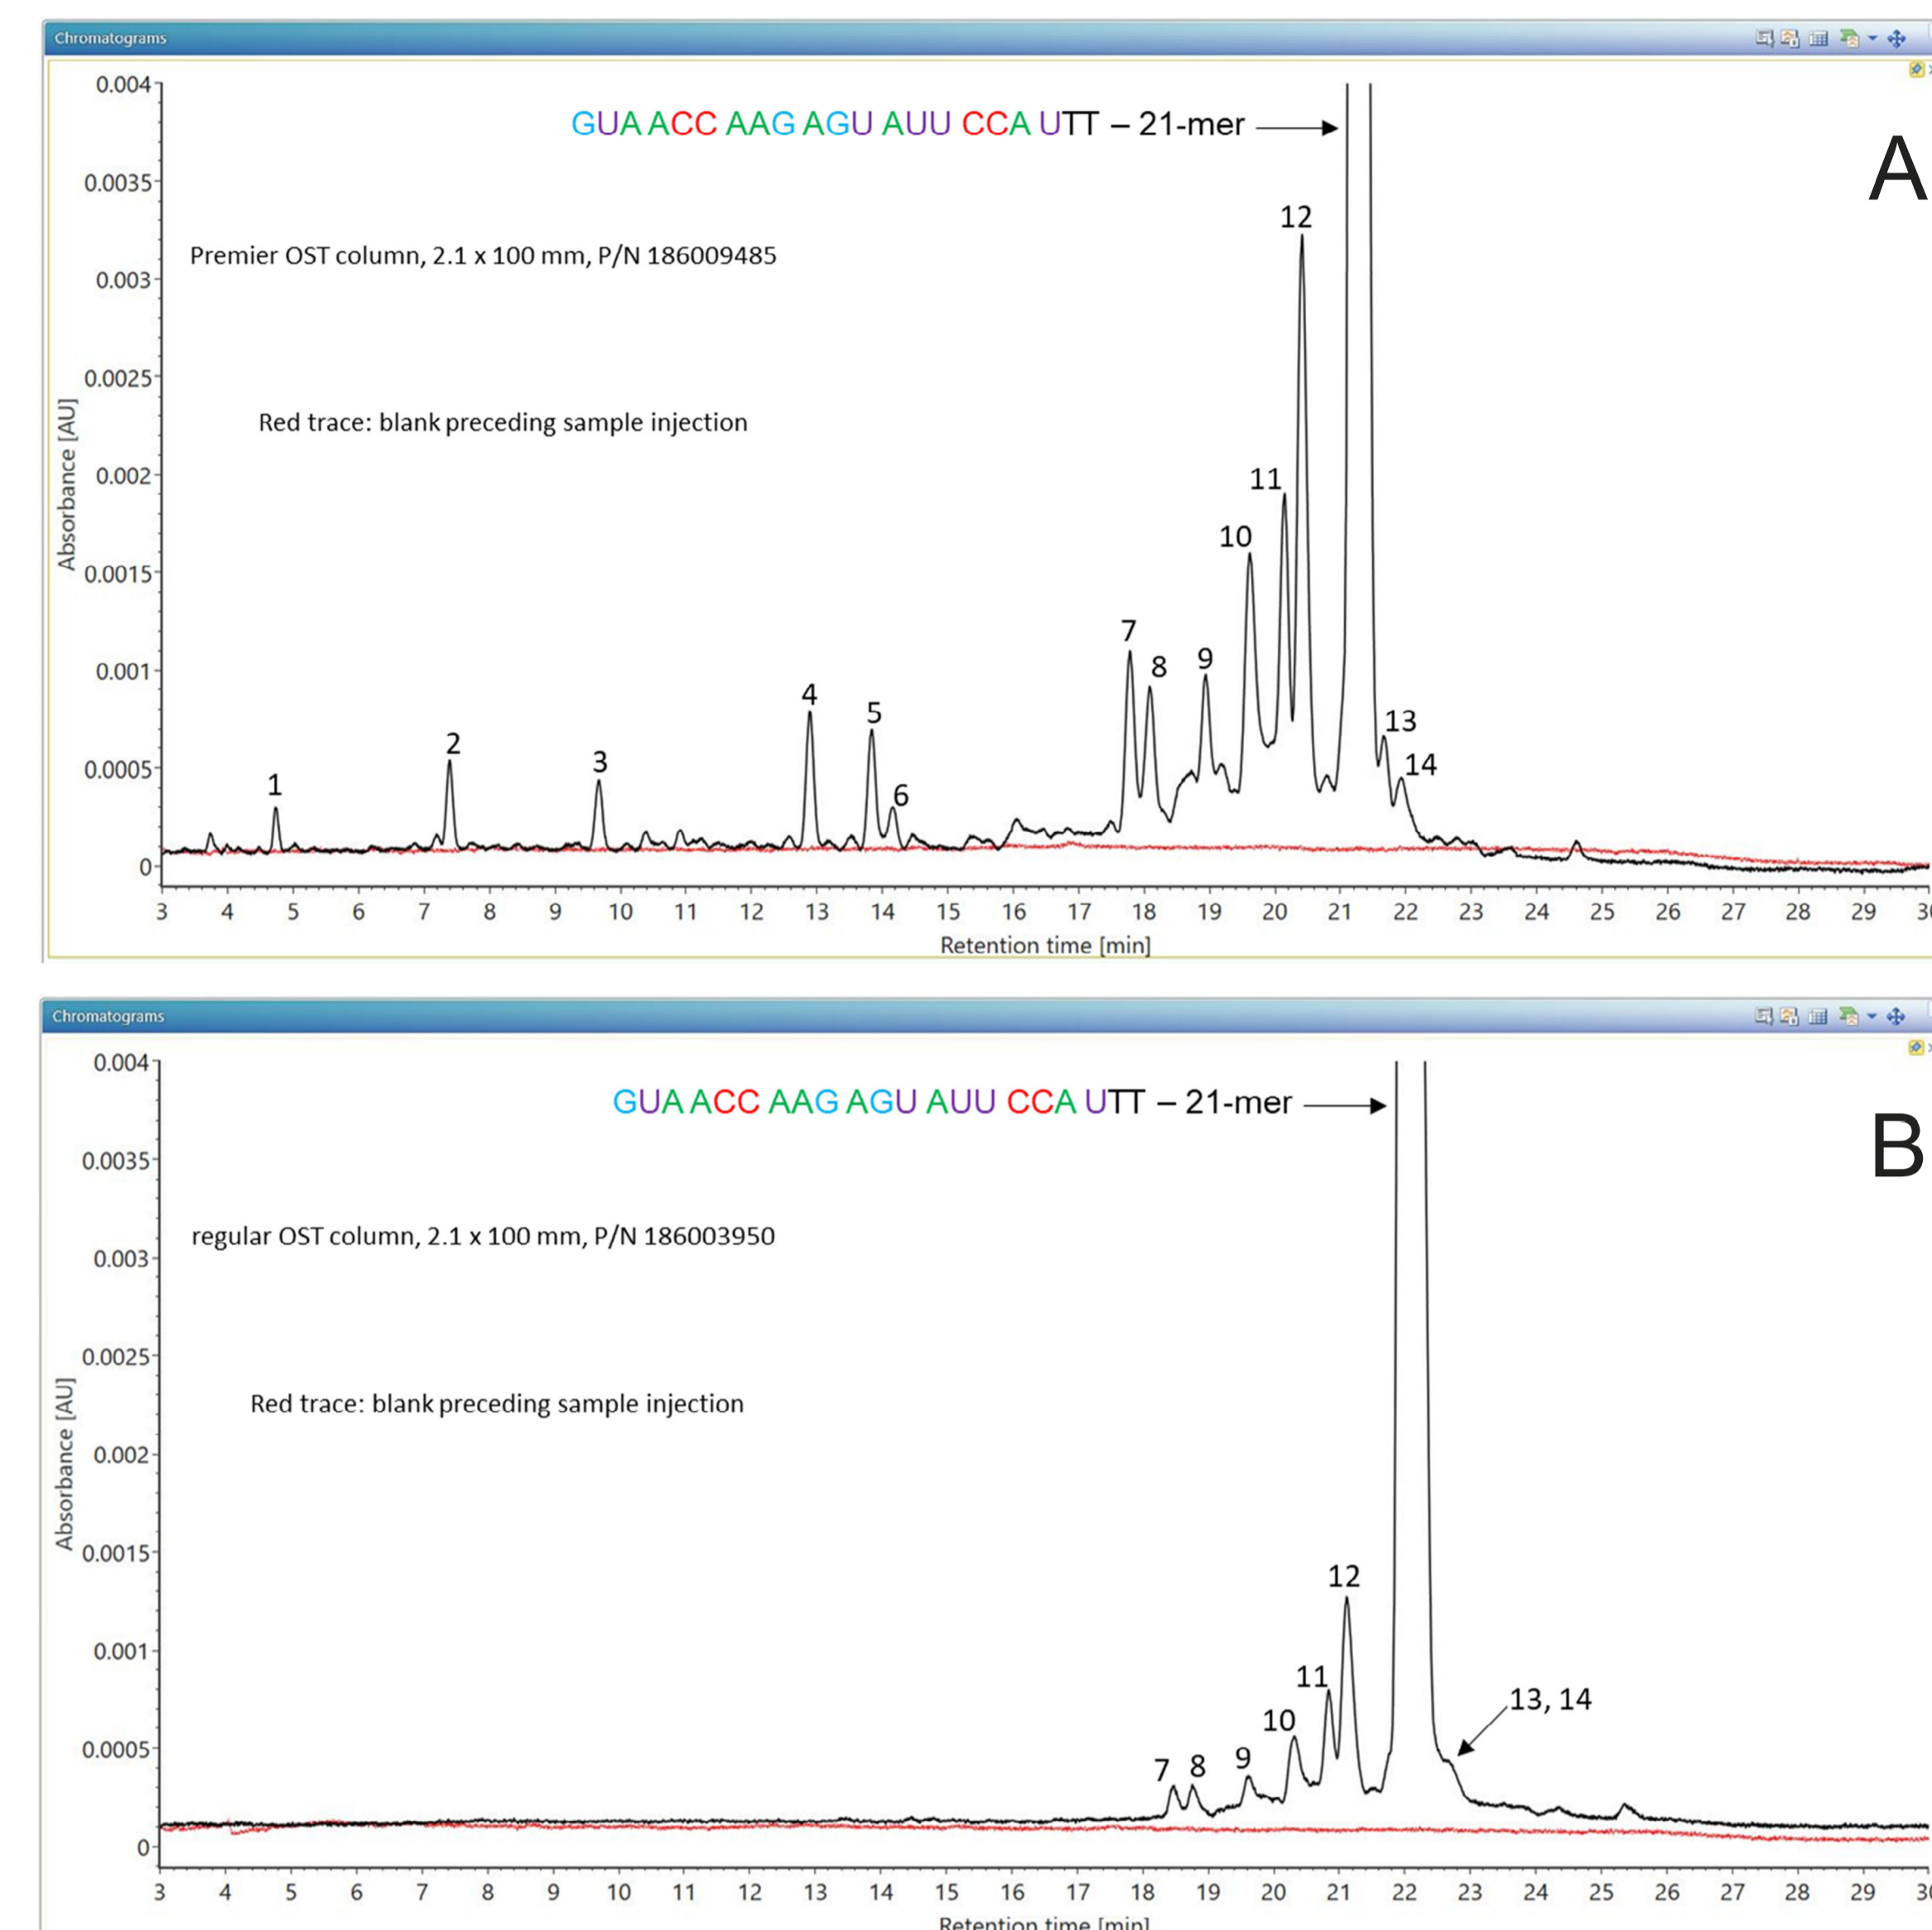 Chromatograms
0.004
GUA ACC AAG AGU AUU CCA UTT – 21-mer
A
0.0035
12
Premier OST column, 2.1 x 100 mm, P/N 186009485
0.003
0.0025
Red trace: blank preceding sample injection
Absorbance [AU]
0.002
11
10
0.0015
7
8
9
0.001
4
5
13
2
3
14
0.0005
1
6
0
3 4 5 6 7 8 9 10 11 12 13 14 15 16 17 18 19 20 21 22 23 24 25 26 27 28 29
Retention time [min]
Chromatograms
0.004
GUA ACC AAG AGU AUU CCA UTT – 21-mer
B
0.0035
regular OST column, 2.1 x 100 mm, P/N 186003950
0.003
0.0025
Red trace: blank preceding sample injection
Absorbance [AU]
0.002
0.0015
12
0.001
11
13, 14
10
0.0005
7
8
9
0
3 4 5 6 7 8 9 10 11 12 13 14 15 16 17 18 19 20 21 22 23 24 25 26 27 28 29
Retention time [min]